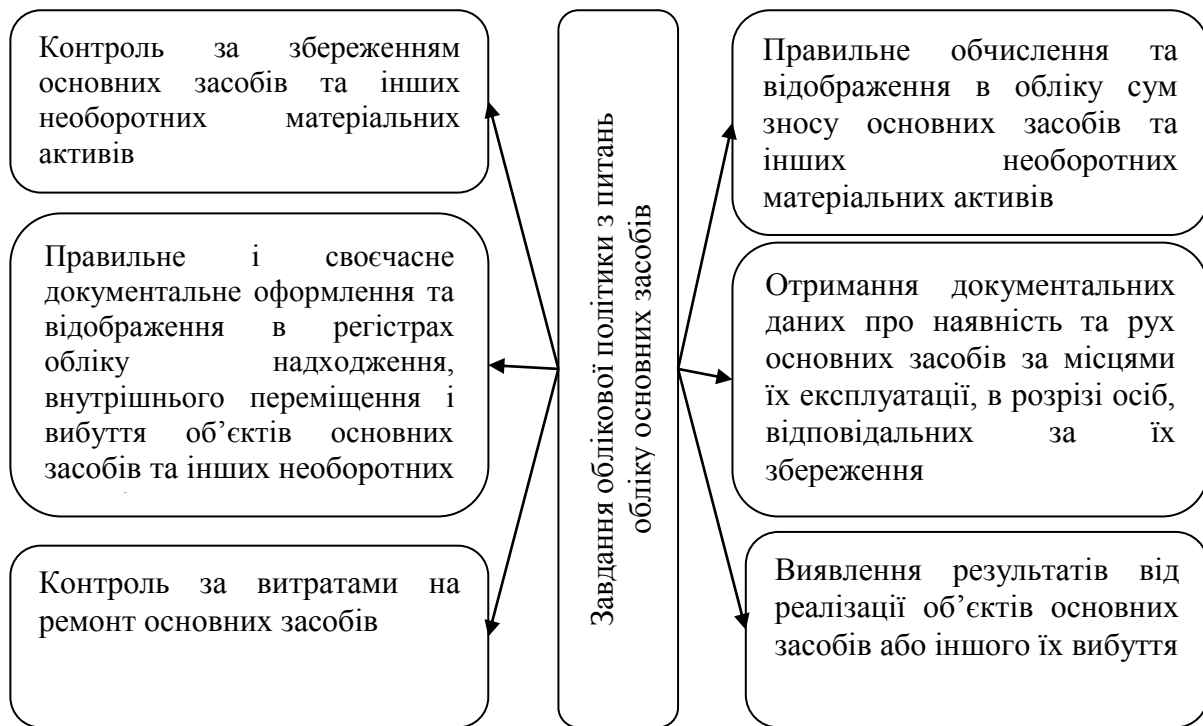 Контроль за збереженням
основних засобів та інших
необоротних матеріальних
активів
Правильне і своєчасне
документальне оформлення та
відображення в регістрах
обліку надходження,
внутрішнього переміщення і
вибуття об’єктів основних
засобів та інших необоротних
Контроль за витратами на
ремонт основних засобів
Завдання облікової політики з питань
обліку основних засобів
Правильне обчислення та
відображення в обліку сум
зносу основних засобів та
інших необоротних
матеріальних активів
Отримання документальних
даних про наявність та рух
основних засобів за місцями
їх експлуатації, в розрізі осіб,
відповідальних за їх
збереження
Виявлення результатів від
реалізації об’єктів основних
засобів або іншого їх вибуття